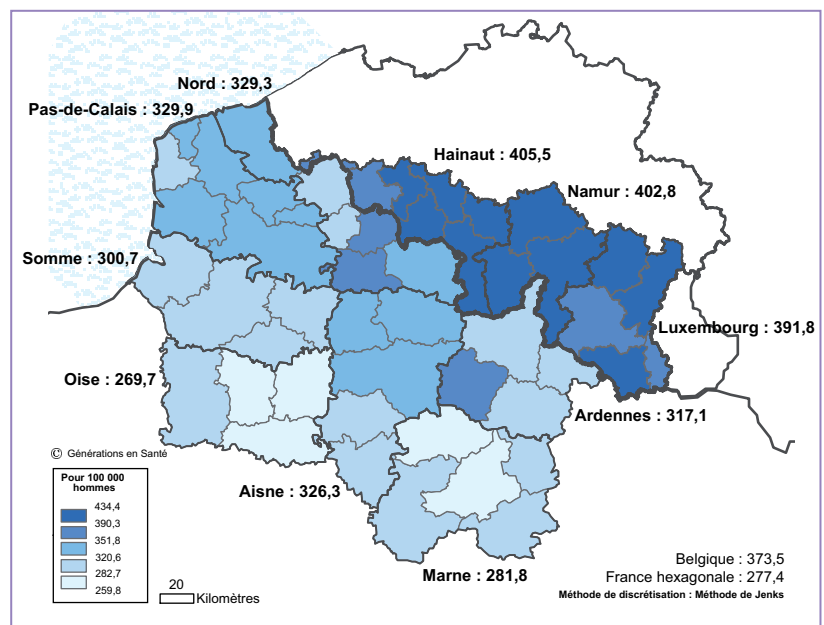 Nord : 329,3
Pas-de-Calais : 329,9
Hainaut : 405,5
Namur : 402,8
Somme : 300,7
Luxembourg : 391,8
Oise : 269,7
Ardennes : 317,1
© Générations en Santé
Aisne : 326,3
Pour 100 000
hommes
434,4
390,3
351,8
320,6
282,7
259,8
20
Kilomètres
Marne : 281,8
Belgique : 373,5
France hexagonale : 277,4
Méthode de discrétisation : Méthode de Jenks